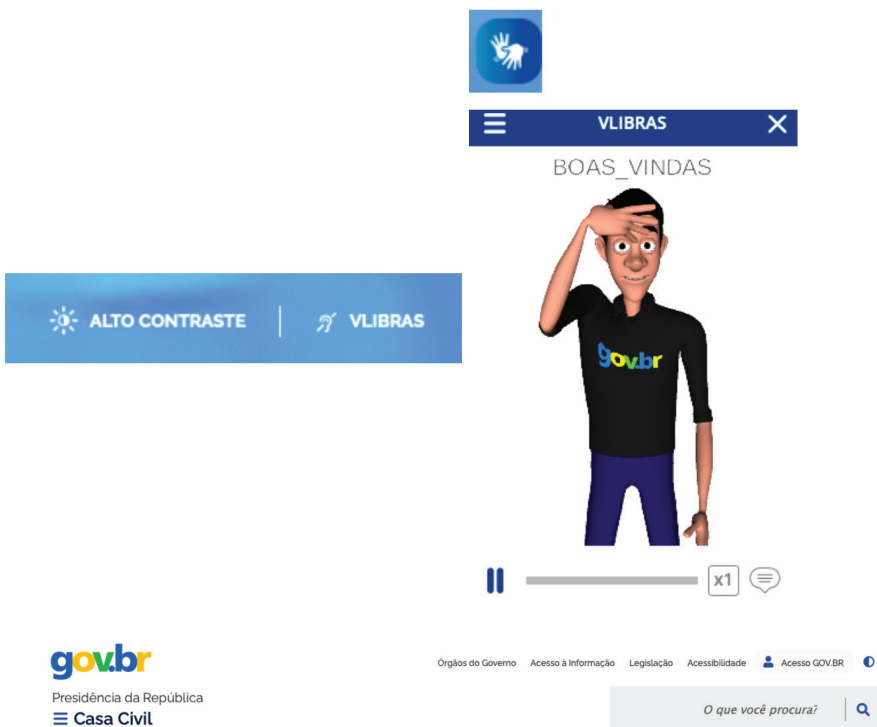 VLIBRAS
BOAS_VINDAS
ALTO CONTRASTE
VLIBRAS
gov.br
x1
gov.br
Órgãos do Governo Acesso à Informação Legislação Acessibilidade Acesso GOV.BR
Presidência da República
Casa Civil
O que você procura?